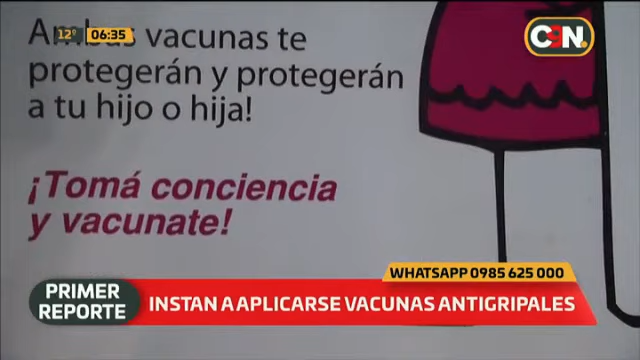 12°
06:35
C9N
Ambas vacunas te
protegerán y protegerán
a tu hijo o hija!
¡Tomá conciencia
y vacunate!
WHATSAPP 0985 625 000
PRIMER
REPORTE
INSTAN A APLICARSE VACUNAS ANTIGRIPALES